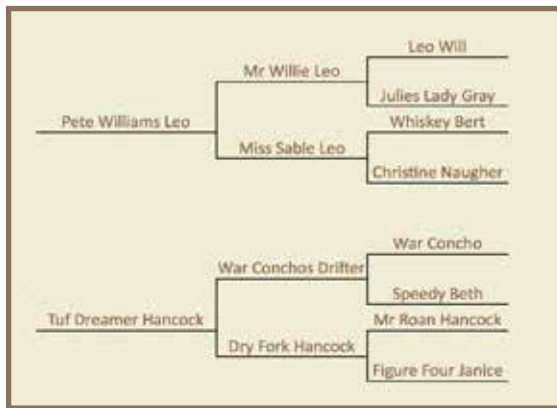 Leo Will
Mr Willie Leo
Julies Lady Gray
Pete Williams Leo
Whiskey Bert
Miss Sable Leo
Christine Naugher
War Concho
War Conchos Drifter
Speedy Beth
Tuf Dreamer Hancock
Mr Roan Hancock
Dry Fork Hancock
Figure Four Janice